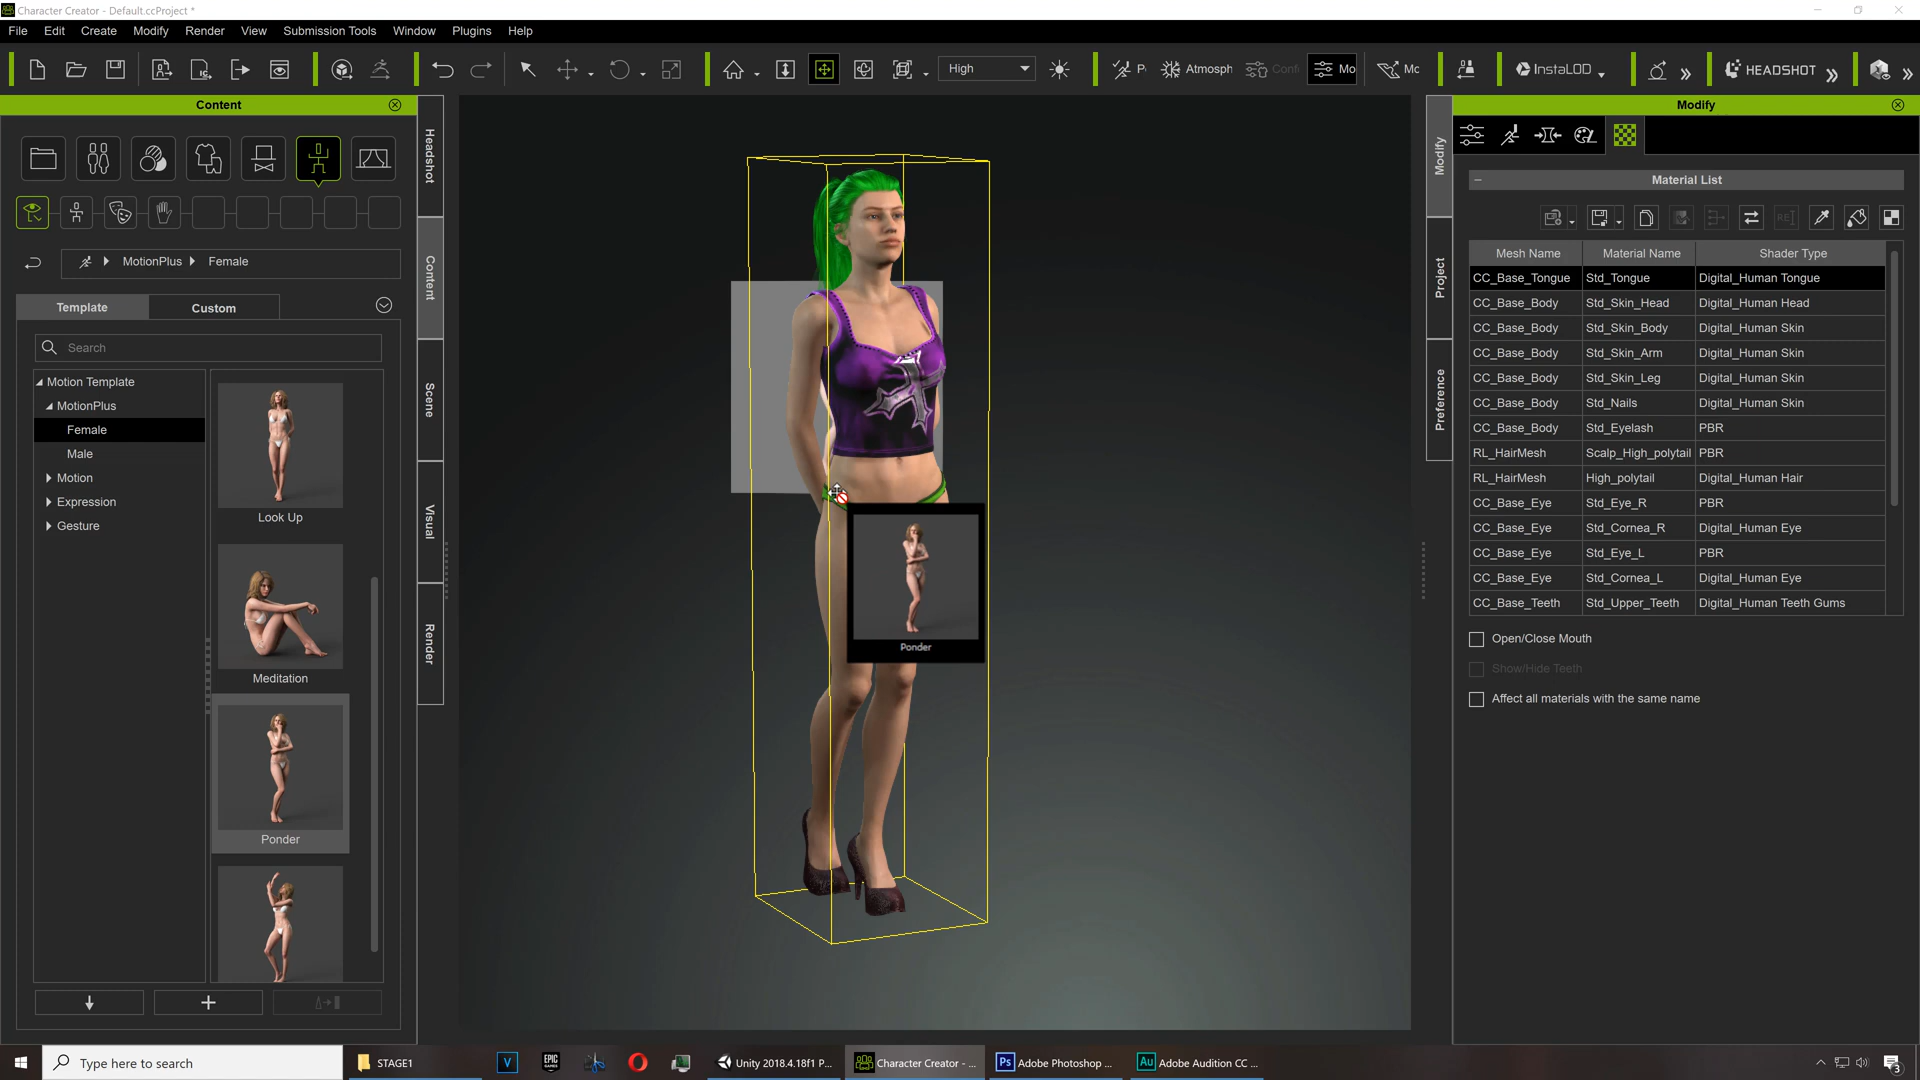 Character Creator - Default.ccProject *
File Edit Create Modify Render View Submission Tools Window Plugins Help
High
Atmosph
Mo
InstaLOD
HEADSHOT
Content
Modify
Headshot
Content
Scene
Visual
Render
MotionPlus Female
Template Custom
Search
Motion Template
MotionPlus
Female
Male
Motion
Expression
Gesture
Look Up
Meditation
Ponder
Ponder
Modify
Project
Preference
Material List
Mesh Name Material Name Shader Type
CC_Base_Tongue Std_Tongue Digital_Human Tongue
CC_Base_Body Std_Skin_Head Digital_Human Head
CC_Base_Body Std_Skin_Body Digital_Human Skin
CC_Base_Body Std_Skin_Arm Digital_Human Skin
CC_Base_Body Std_Skin_Leg Digital_Human Skin
CC_Base_Body Std_Nails Digital_Human Skin
CC_Base_Body Std_Eyelash PBR
RL_HairMesh Scalp_High_polytail PBR
RL_HairMesh High_polytail Digital_Human Hair
CC_Base_Eye Std_Eye_R PBR
CC_Base_Eye Std_Cornea_R Digital_Human Eye
CC_Base_Eye Std_Eye_L PBR
CC_Base_Eye Std_Cornea_L Digital_Human Eye
CC_Base_Teeth Std_Upper_Teeth Digital_Human Teeth Gums
Open/Close Mouth
Show/Hide Teeth
Affect all materials with the same name
Type here to search
STAGE1
V
EPIC GAMES
Unity 2018.4.18f1 P...
Character Creator - ...
Ps Adobe Photoshop ...
Au Adobe Audition CC ...
3